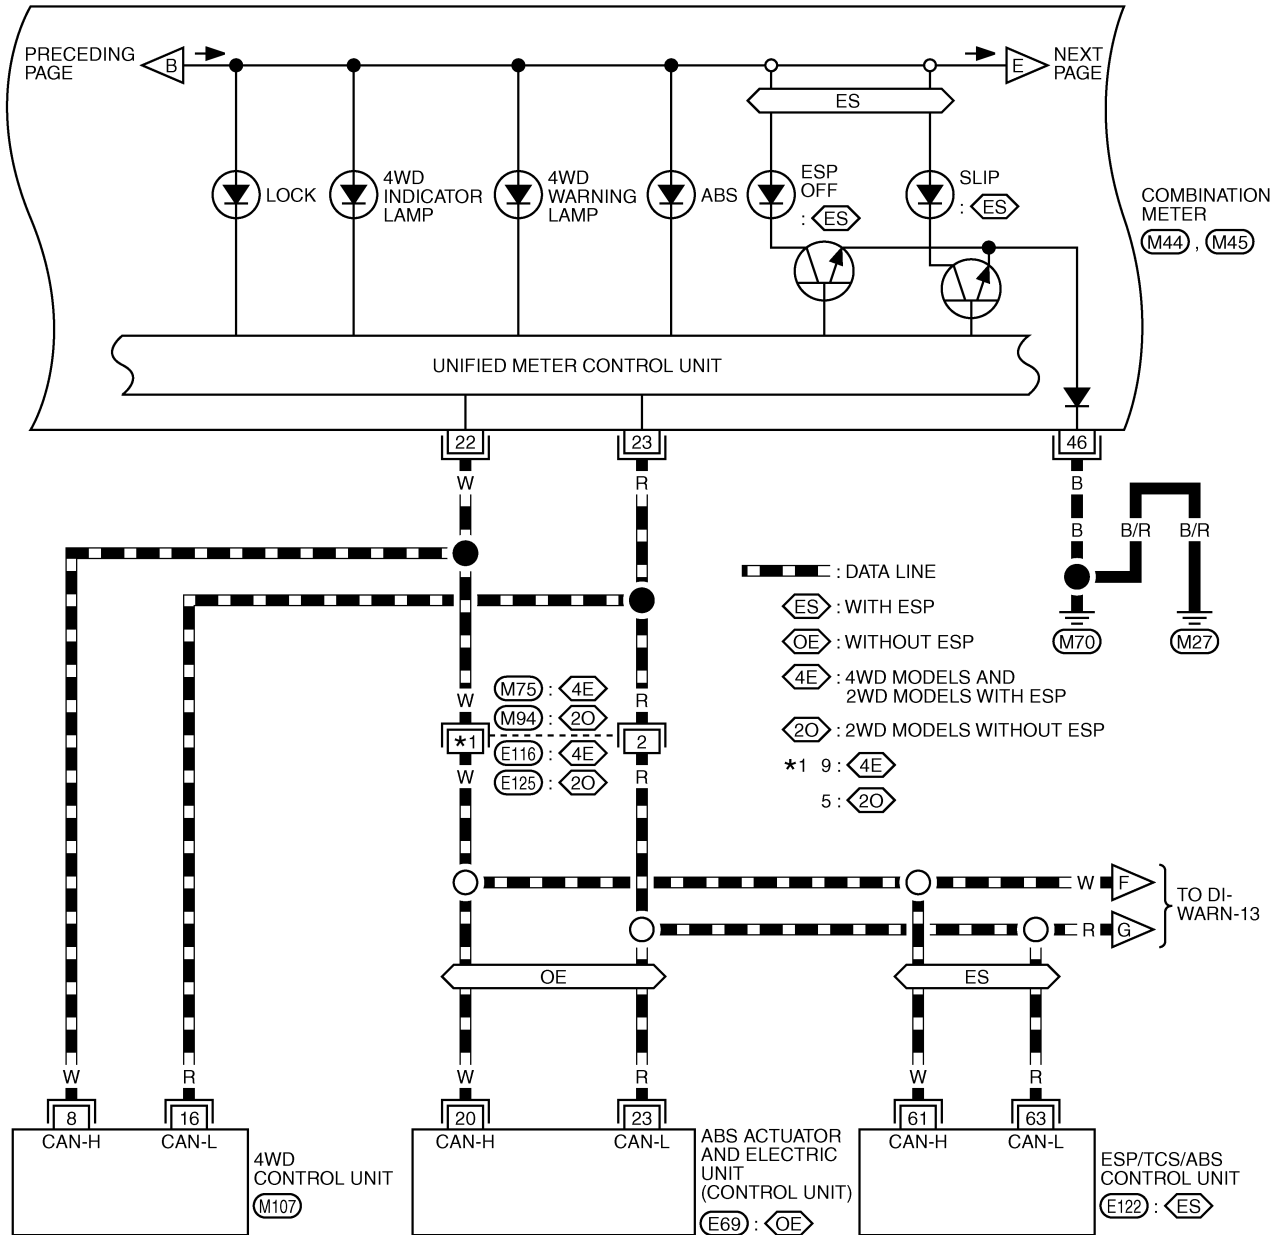 PRECEDING
PAGE
B
E
NEXT
PAGE
ES
LOCK
4WD
INDICATOR
LAMP
4WD
WARNING
LAMP
ABS
ESP
OFF
: ES
SLIP
: ES
COMBINATION
METER
M44 , M45
UNIFIED METER CONTROL UNIT
22
23
46
W
R
B
B
B/R
B/R
M70
M27
: DATA LINE
ES : WITH ESP
OE : WITHOUT ESP
4E : 4WD MODELS AND
2WD MODELS WITH ESP
2O : 2WD MODELS WITHOUT ESP
*1 9 : 4E
5 : 2O
W
R
M75 : 4E
M94 : 2O
*1
2
E116 : 4E
E125 : 2O
W
R
W
F
R
G
TO DI-
WARN-13
OE
ES
W
R
W
R
W
R
8
16
20
23
61
63
CAN-H
CAN-L
CAN-H
CAN-L
CAN-H
CAN-L
4WD
CONTROL UNIT
M107
ABS ACTUATOR
AND ELECTRIC
UNIT
(CONTROL UNIT)
E69 : OE
ESP/TCS/ABS
CONTROL UNIT
E122 : ES